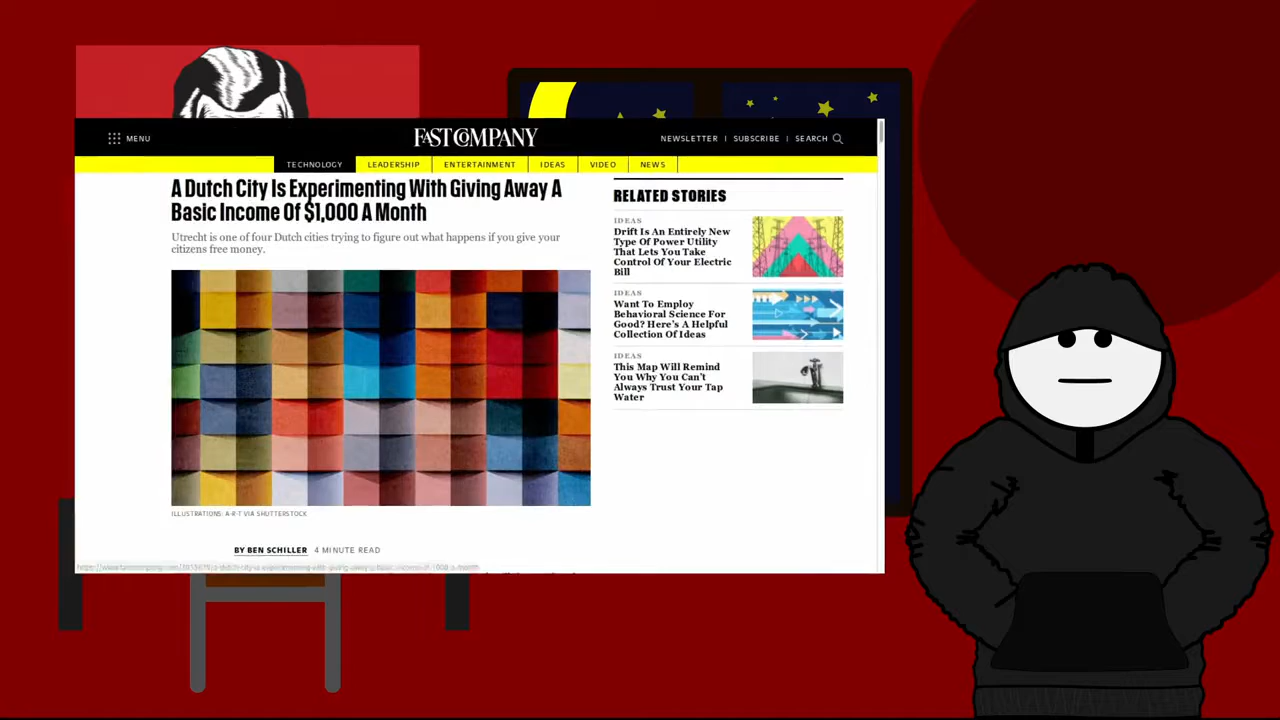 MENU
FAST COMPANY
NEWSLETTER | SUBSCRIBE | SEARCH
TECHNOLOGY LEADERSHIP ENTERTAINMENT IDEAS VIDEO NEWS
A Dutch City Is Experimenting With Giving Away A
Basic Income Of $1,000 A Month
Utrecht is one of four Dutch cities trying to figure out what happens if you give your
citizens free money.
ILLUSTRATIONS: A-R-T VIA SHUTTERSTOCK
BY BEN SCHILLER 4 MINUTE READ
RELATED STORIES
IDEAS
Drift Is An Entirely New
Type Of Power Utility
That Lets You Take
Control Of Your Electric
Bill
IDEAS
Want To Employ
Behavioral Science For
Good? Here's A Helpful
Collection Of Ideas
IDEAS
This Map Will Remind
You Why You Can't
Always Trust Your Tap
Water